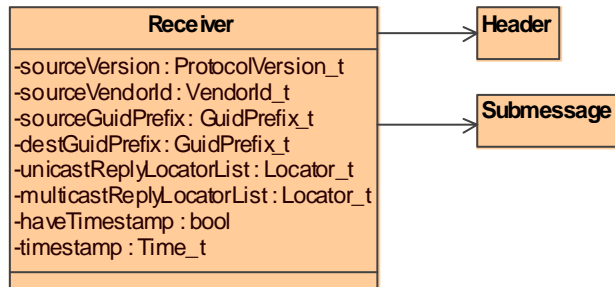 Receiver
Header
-sourceVersion : ProtocolVersion_t
-sourceVendorId : VendorId_t
-sourceGuidPrefix : GuidPrefix_t
-destGuidPrefix : GuidPrefix_t
-unicastReplyLocatorList : Locator_t
-multicastReplyLocatorList : Locator_t
-haveTimestamp : bool
-timestamp : Time_t
Submessage